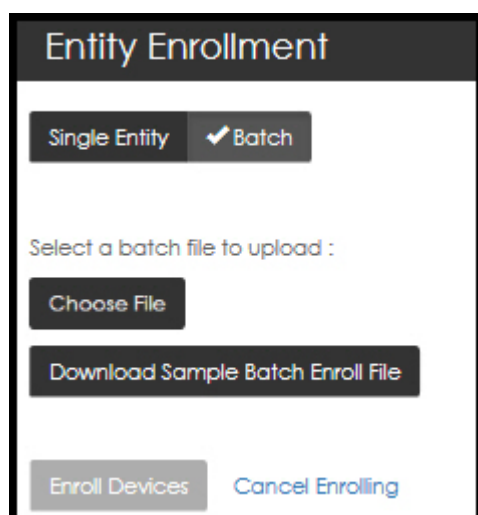 Entity Enrollment
Single Entity ✔Batch
Select a batch file to upload :
Choose File
Download Sample Batch Enroll File
Enroll Devices Cancel Enrolling